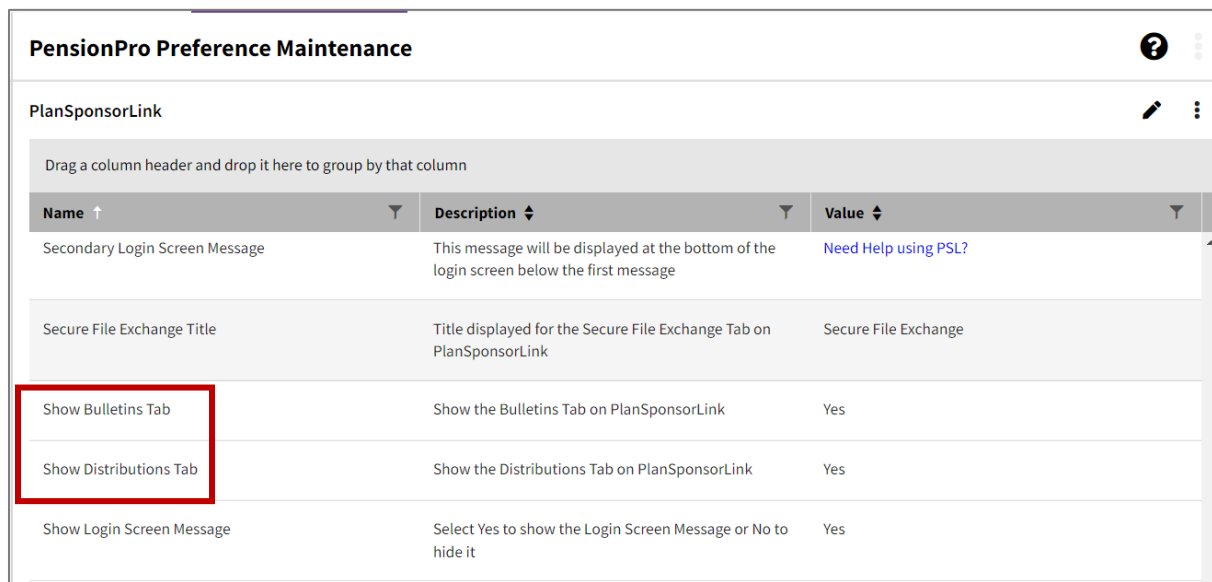 PensionPro Preference Maintenance
PlanSponsorLink
Drag a column header and drop it here to group by that column
Name Description Value
Secondary Login Screen Message This message will be displayed at the bottom of the Need Help using PSL?
login screen below the first message
Secure File Exchange Title Title displayed for the Secure File Exchange Tab on Secure File Exchange
PlanSponsorLink
Show Bulletins Tab Show the Bulletins Tab on PlanSponsorLink Yes
Show Distributions Tab Show the Distributions Tab on PlanSponsorLink Yes
Show Login Screen Message Select Yes to show the Login Screen Message or No to Yes
hide it